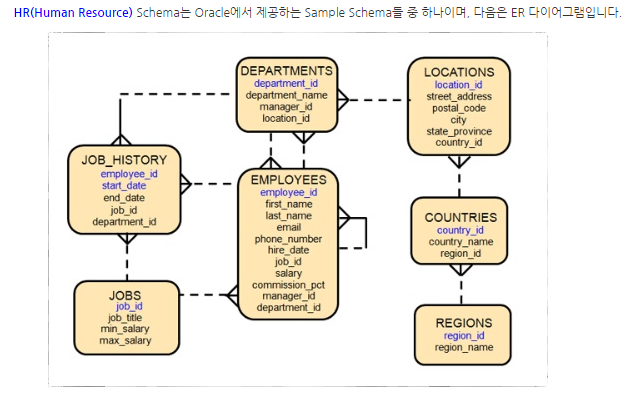 HR(Human Resource) Schema는 Oracle에서 제공하는 Sample Schema들 중 하나이며, 다음은 ER 다이어그램입니다.
DEPARTMENTS
department_id
department_name
manager_id
location_id
LOCATIONS
location_id
street_address
postal_code
city
state_province
country_id
JOB_HISTORY
employee_id
start_date
end_date
job_id
department_id
EMPLOYEES
employee_id
first_name
last_name
email
phone_number
hire_date
job_id
salary
commission_pct
manager_id
department_id
COUNTRIES
country_id
country_name
region_id
JOBS
job_id
job_title
min_salary
max_salary
REGIONS
region_id
region_name